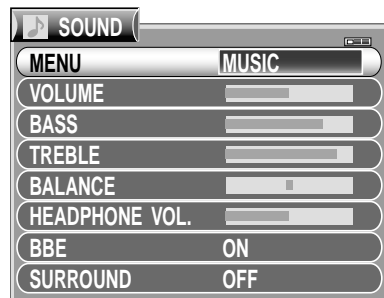 SOUND
MENU MUSIC
VOLUME
BASS
TREBLE
BALANCE
HEADPHONE VOL.
BBE ON
SURROUND OFF